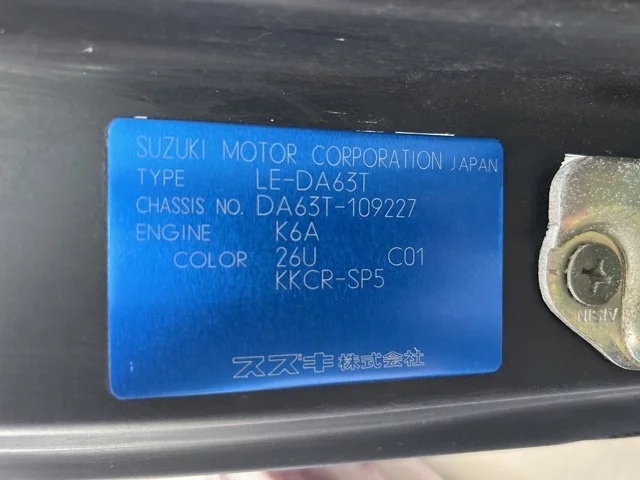 SUZUKI MOTOR CORPORATION JAPAN
TYPE LE-DA63T
CHASSIS NO. DA63T-109227
ENGINE K6A
COLOR 26U C01
KKCR-SP5
スズキ株式会社